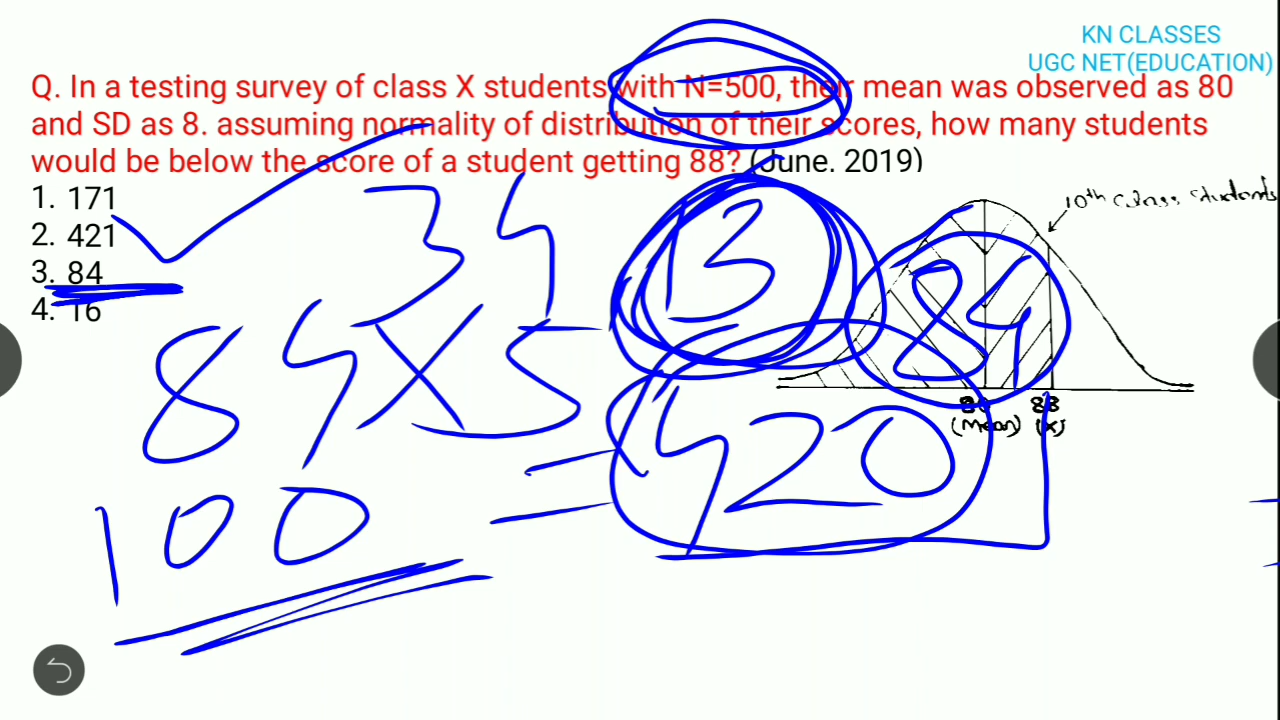 KN CLASSES
UGC NET(EDUCATION)
Q. In a testing survey of class X students with N=500, their mean was observed as 80
and SD as 8. assuming normality of distribution of their scores, how many students
would be below the score of a student getting 88? (June. 2019)
1. 171
2. 421
3. 84
4. 16
10th class students
34
13
84
84 x 5
= 420
100
80
88
(Mean)
(x)